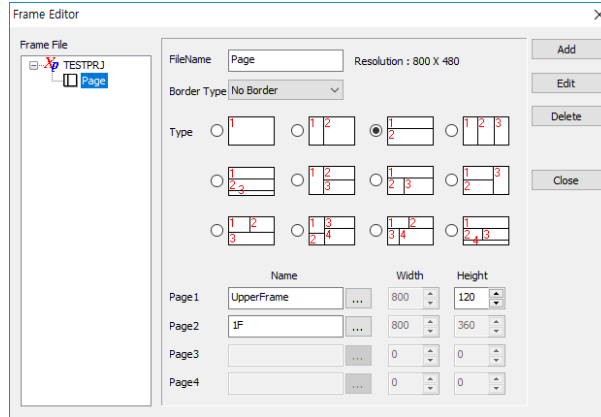 Frame Editor
Frame File
Xp TESTPRJ
Page
FileName Page Resolution : 800 X 480
Border Type No Border
Type 1 1 2 1 2 1 2 3
1 2 3 1 2 3 1 2 3 1 2 3
1 2 3 1 2 3 4 1 2 3 4 1 2 3 4
Name Width Height
Page1 UpperFrame ... 800 120
Page2 1F ... 800 360
Page3 ... 0 0
Page4 ... 0 0
Add
Edit
Delete
Close